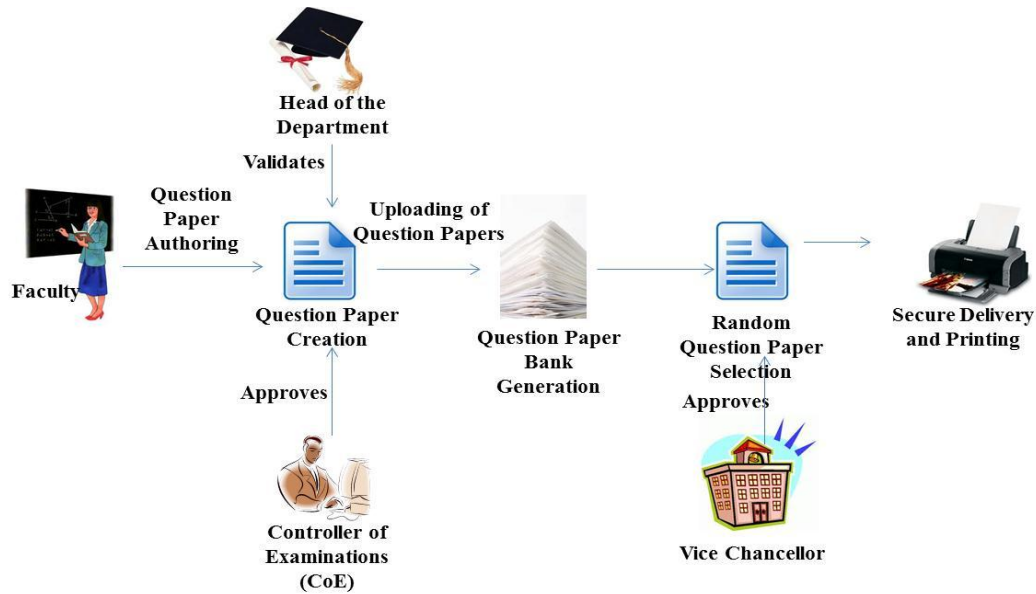 Head of the
Department
Validates
Question
Paper
Authoring
Uploading of
Question Papers
Faculty
Question Paper
Creation
Question Paper
Bank
Generation
Random
Question Paper
Selection
Secure Delivery
and Printing
Approves
Approves
Controller of
Examinations
(CoE)
Vice Chancellor